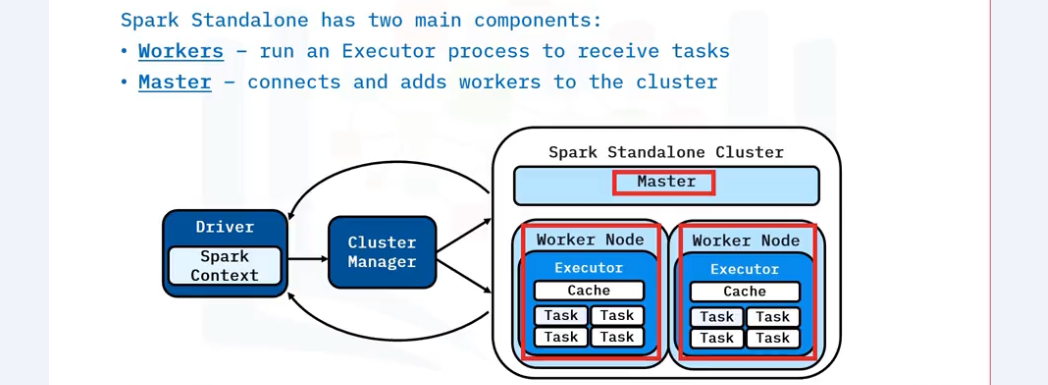 Spark Standalone has two main components:
• Workers – run an Executor process to receive tasks
• Master – connects and adds workers to the cluster
Spark Standalone Cluster
Master
Driver
Spark
Context
Cluster
Manager
Worker Node
Executor
Cache
Task Task
Task Task
Worker Node
Executor
Cache
Task Task
Task Task